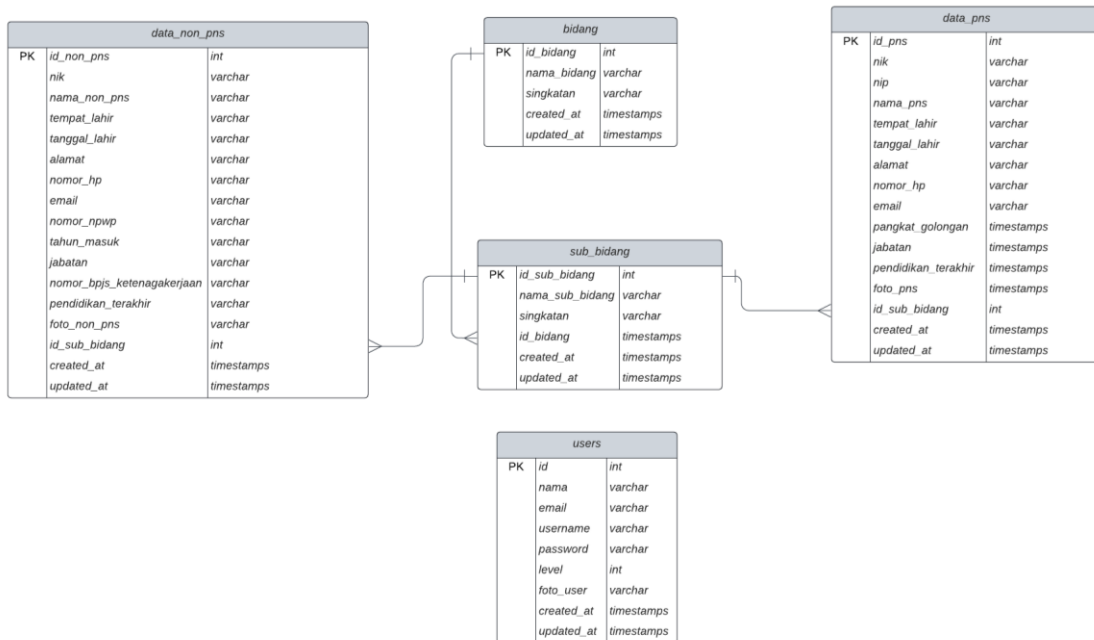 data_non_pns
PK id_non_pns int
nik varchar
nama_non_pns varchar
tempat_lahir varchar
tanggal_lahir varchar
alamat varchar
nomor_hp varchar
email varchar
nomor_npwp varchar
tahun_masuk varchar
jabatan varchar
nomor_bpjs_ketenagakerjaan varchar
pendidikan_terakhir varchar
foto_non_pns varchar
id_sub_bidang int
created_at timestamps
updated_at timestamps
bidang
PK id_bidang int
nama_bidang varchar
singkatan varchar
created_at timestamps
updated_at timestamps
sub_bidang
PK id_sub_bidang int
nama_sub_bidang varchar
singkatan varchar
id_bidang timestamps
created_at timestamps
updated_at timestamps
data_pns
PK id_pns int
nik varchar
nip varchar
nama_pns varchar
tempat_lahir varchar
tanggal_lahir varchar
alamat varchar
nomor_hp varchar
email varchar
pangkat_golongan timestamps
jabatan timestamps
pendidikan_terakhir timestamps
foto_pns timestamps
id_sub_bidang int
created_at timestamps
updated_at timestamps
users
PK id int
nama varchar
email varchar
username varchar
password varchar
level int
foto_user varchar
created_at timestamps
updated_at timestamps